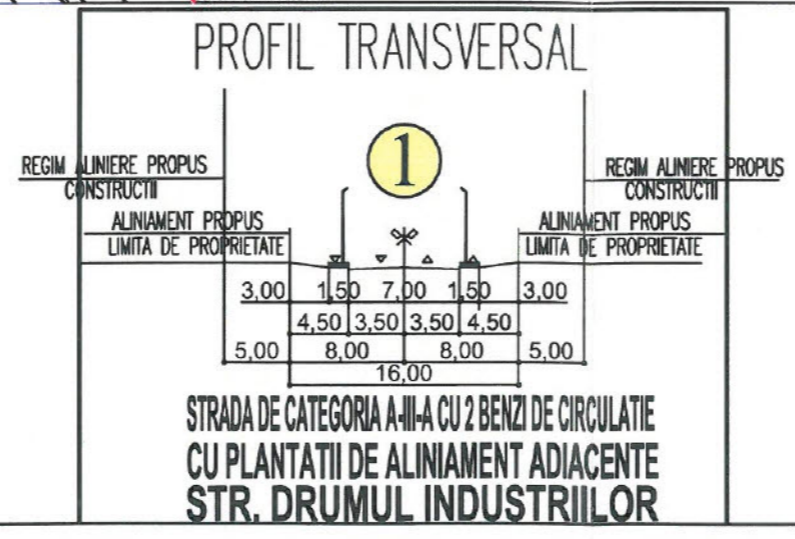 PROFIL TRANSVERSAL
1
REGIM ALINIERE PROPUS
CONSTRUCTII
REGIM ALINIERE PROPUS
CONSTRUCTII
ALINIAMENT PROPUS
LIMITA DE PROPRIETATE
ALINIAMENT PROPUS
LIMITA DE PROPRIETATE
3,00 1,50 7,00 1,50 3,00
4,50 3,50 3,50 4,50
5,00 8,00 8,00 5,00
16,00
STRADA DE CATEGORIA A-III-A CU 2 BENZI DE CIRCULATIE
CU PLANTATII DE ALINIAMENT ADIACENTE
STR. DRUMUL INDUSTRIILOR